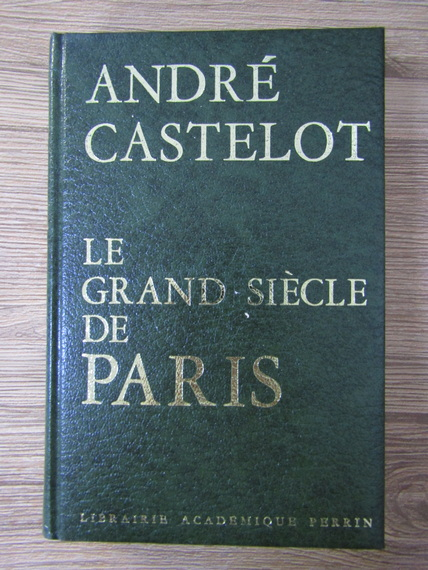 ANDRÉ
CASTELOT
LE
GRAND · SIÈCLE
DE
PARIS
LIBRAIRIE ACADEMIQUE PERRIN